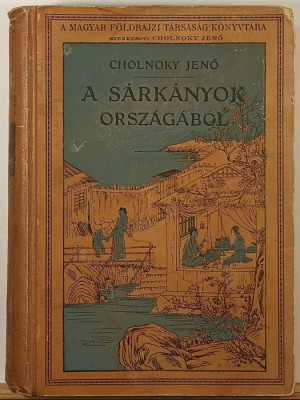 A MAGYAR FÖLDRAJZI TÁRSASÁG KÖNYVTÁRA
SZERKESZTI CHOLNOKY JENŐ
CHOLNOKY JENŐ
A SÁRKÁNYOK
ORSZÁGÁBÓL